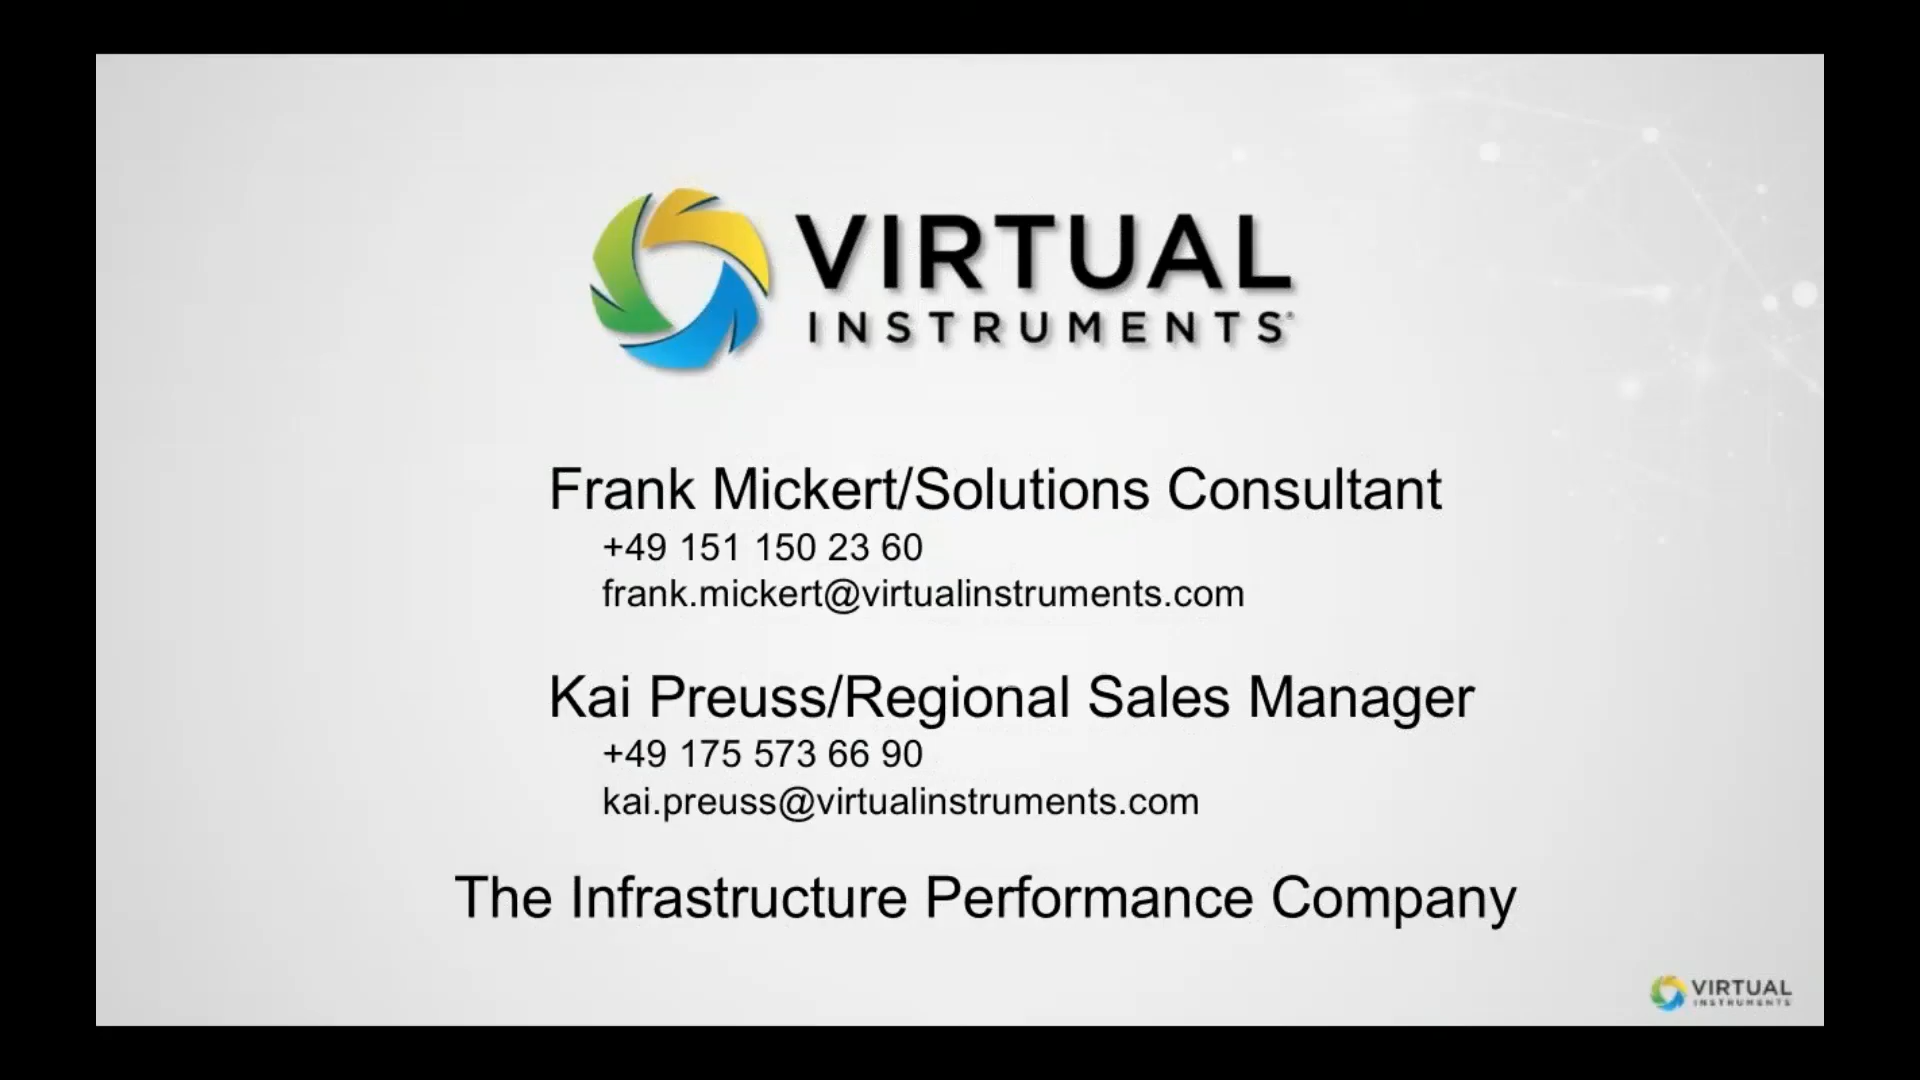 VIRTUAL
INSTRUMENTS®
Frank Mickert/Solutions Consultant
+49 151 150 23 60
frank.mickert@virtualinstruments.com
Kai Preuss/Regional Sales Manager
+49 175 573 66 90
kai.preuss@virtualinstruments.com
The Infrastructure Performance Company
VIRTUAL
INSTRUMENTS